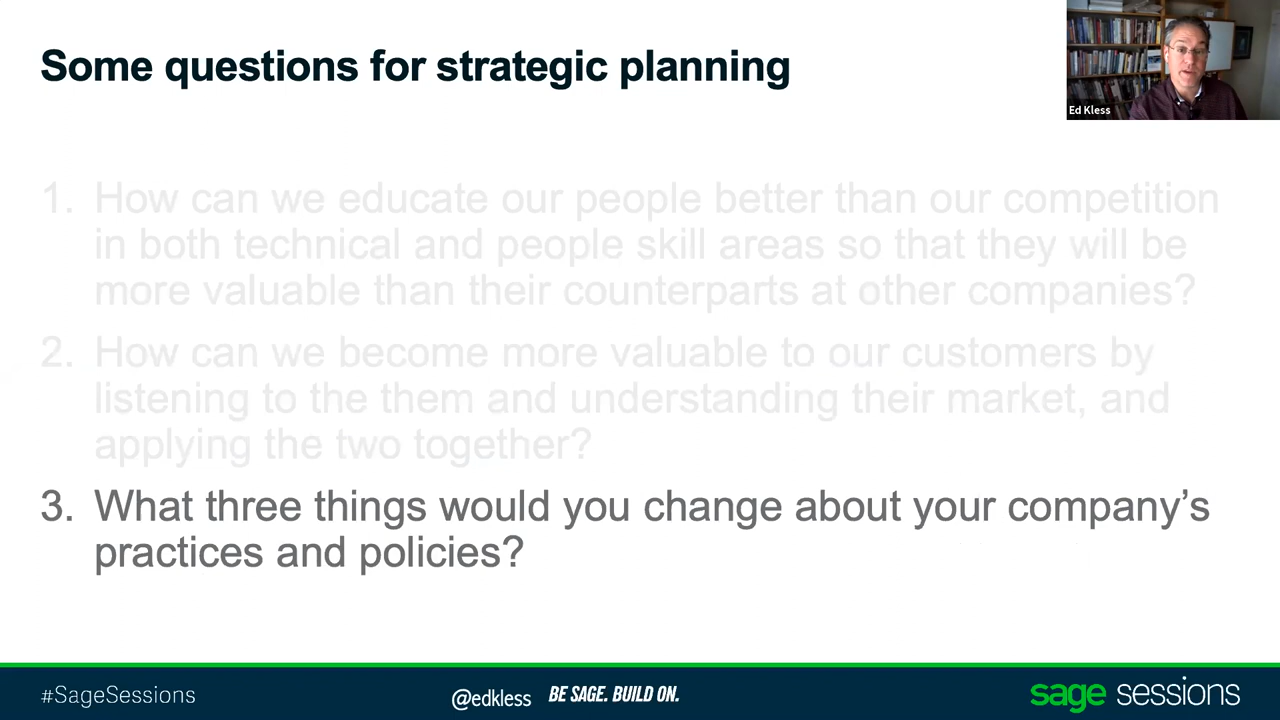 Some questions for strategic planning
Ed Kless
1. How can we educate our people better than our competition
in both technical and people skill areas so that they will be
more valuable than their counterparts at other companies?
2. How can we become more valuable to our customers by
listening to the them and understanding their market, and
applying the two together?
3. What three things would you change about your company’s
practices and policies?
#SageSessions
@edkless
BE SAGE. BUILD ON.
sage sessions